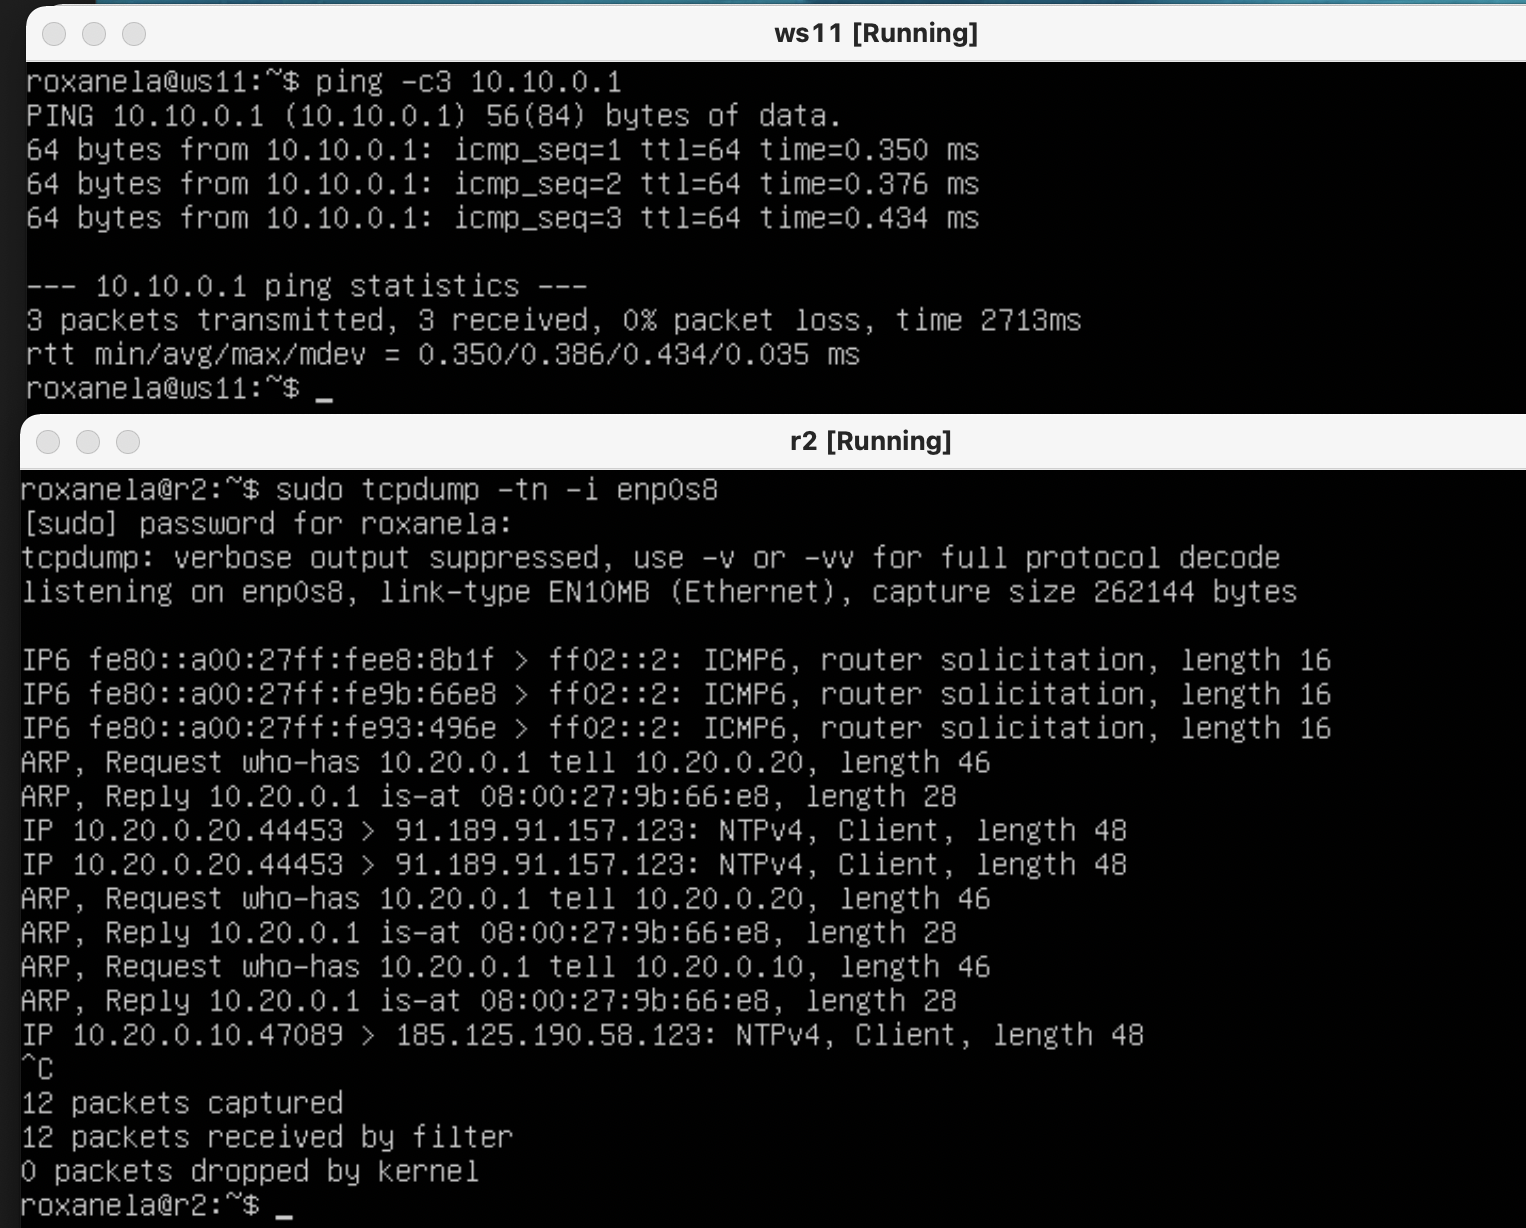 ws11 [Running]
roxanela@ws11:~$ ping -c3 10.10.0.1
PING 10.10.0.1 (10.10.0.1) 56(84) bytes of data.
64 bytes from 10.10.0.1: icmp_seq=1 ttl=64 time=0.350 ms
64 bytes from 10.10.0.1: icmp_seq=2 ttl=64 time=0.376 ms
64 bytes from 10.10.0.1: icmp_seq=3 ttl=64 time=0.434 ms
--- 10.10.0.1 ping statistics ---
3 packets transmitted, 3 received, 0% packet loss, time 2713ms
rtt min/avg/max/mdev = 0.350/0.386/0.434/0.035 ms
roxanela@ws11:~$ _
r2 [Running]
roxanela@r2:~$ sudo tcpdump -tn -i enp0s8
[sudo] password for roxanela:
tcpdump: verbose output suppressed, use -v or -vv for full protocol decode
listening on enp0s8, link-type EN10MB (Ethernet), capture size 262144 bytes
IP6 fe80::a00:27ff:fee8:8b1f > ff02::2: ICMP6, router solicitation, length 16
IP6 fe80::a00:27ff:fe9b:66e8 > ff02::2: ICMP6, router solicitation, length 16
IP6 fe80::a00:27ff:fe93:496e > ff02::2: ICMP6, router solicitation, length 16
ARP, Request who-has 10.20.0.1 tell 10.20.0.20, length 46
ARP, Reply 10.20.0.1 is-at 08:00:27:9b:66:e8, length 28
IP 10.20.0.20.44453 > 91.189.91.157.123: NTPv4, Client, length 48
IP 10.20.0.20.44453 > 91.189.91.157.123: NTPv4, Client, length 48
ARP, Request who-has 10.20.0.1 tell 10.20.0.20, length 46
ARP, Reply 10.20.0.1 is-at 08:00:27:9b:66:e8, length 28
ARP, Request who-has 10.20.0.1 tell 10.20.0.10, length 46
ARP, Reply 10.20.0.1 is-at 08:00:27:9b:66:e8, length 28
IP 10.20.0.10.47089 > 185.125.190.58.123: NTPv4, Client, length 48
^C
12 packets captured
12 packets received by filter
0 packets dropped by kernel
roxanela@r2:~$ _